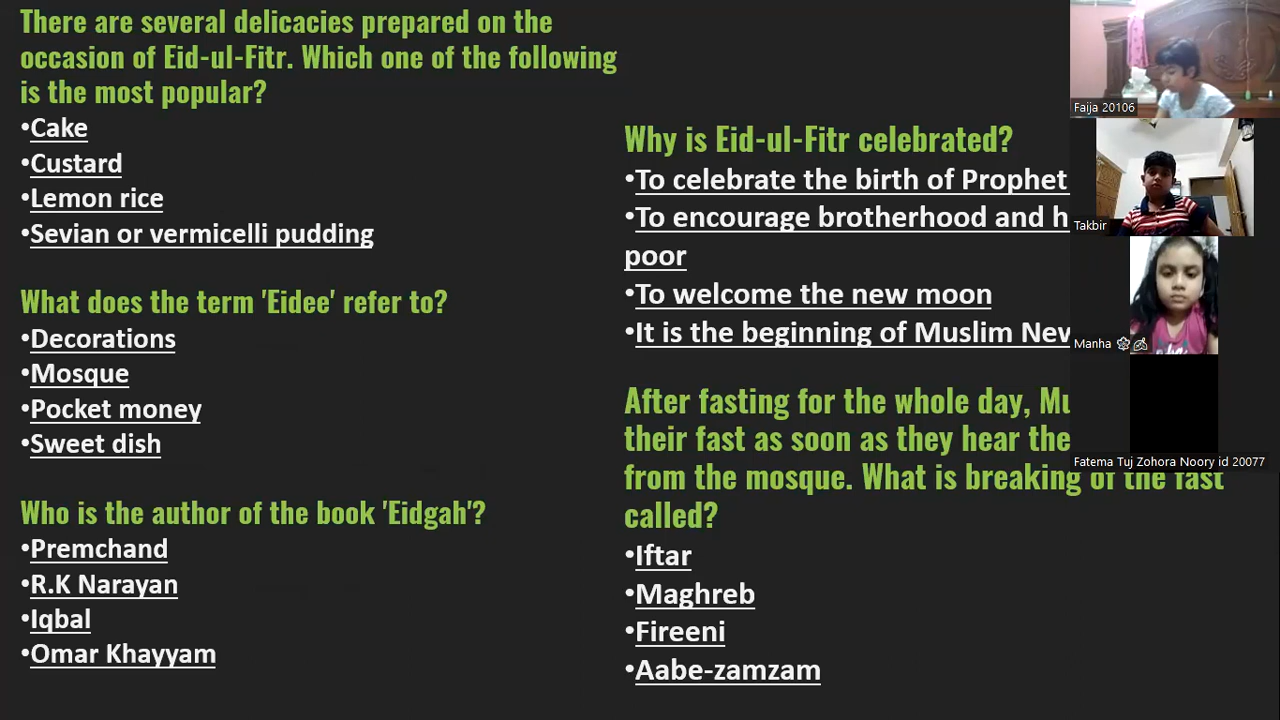 There are several delicacies prepared on the
occasion of Eid-ul-Fitr. Which one of the following
is the most popular?
•Cake
•Custard
•Lemon rice
•Sevian or vermicelli pudding
What does the term 'Eidee' refer to?
•Decorations
•Mosque
•Pocket money
•Sweet dish
Who is the author of the book 'Eidgah'?
•Premchand
•R.K Narayan
•Iqbal
•Omar Khayyam
Why is Eid-ul-Fitr celebrated?
•To celebrate the birth of Prophet
•To encourage brotherhood and h
poor
•To welcome the new moon
•It is the beginning of Muslim New
After fasting for the whole day, Mu
their fast as soon as they hear the
from the mosque. What is breaking of the fast
called?
•Iftar
•Maghreb
•Fireeni
•Aabe-zamzam
Faija 20106
Takbir
Manha
Fatema Tuj Zohora Noory id 20077